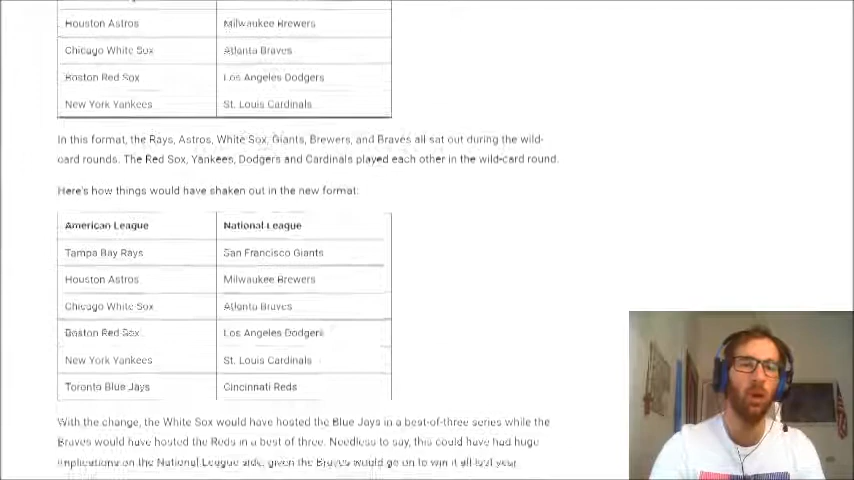 Houston Astros Milwaukee Brewers
Chicago White Sox Atlanta Braves
Boston Red Sox Los Angeles Dodgers
New York Yankees St. Louis Cardinals
In this format, the Rays, Astros, White Sox, Giants, Brewers, and Braves all sat out during the wild-
card rounds. The Red Sox, Yankees, Dodgers and Cardinals played each other in the wild-card round.
Here's how things would have shaken out in the new format:
American League National League
Tampa Bay Rays San Francisco Giants
Houston Astros Milwaukee Brewers
Chicago White Sox Atlanta Braves
Boston Red Sox Los Angeles Dodgers
New York Yankees St. Louis Cardinals
Toronto Blue Jays Cincinnati Reds
With the change, the White Sox would have hosted the Blue Jays in a best-of-three series while the
Braves would have hosted the Reds in a best of three. Needless to say, this could have had huge
implications on the National League side, given the Braves would go on to win it all last year.